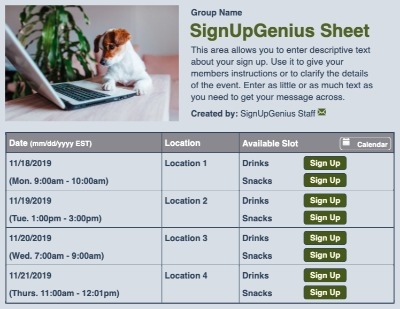 Group Name
SignUpGenius Sheet
This area allows you to enter descriptive text
about your sign up. Use it to give your
members instructions or to clarify the details
of the event. Enter as little or as much text as
you need to get your message across.
Created by: SignUpGenius Staff
Date (mm/dd/yyyy EST) Location Available Slot Calendar
11/18/2019 Location 1 Drinks Sign Up
(Mon. 9:00am - 10:00am) Snacks Sign Up
11/19/2019 Location 2 Drinks Sign Up
(Tue. 1:00pm - 3:00pm) Snacks Sign Up
11/20/2019 Location 3 Drinks Sign Up
(Wed. 7:00am - 9:00am) Snacks Sign Up
11/21/2019 Location 4 Drinks Sign Up
(Thurs. 11:00am - 12:01pm) Snacks Sign Up